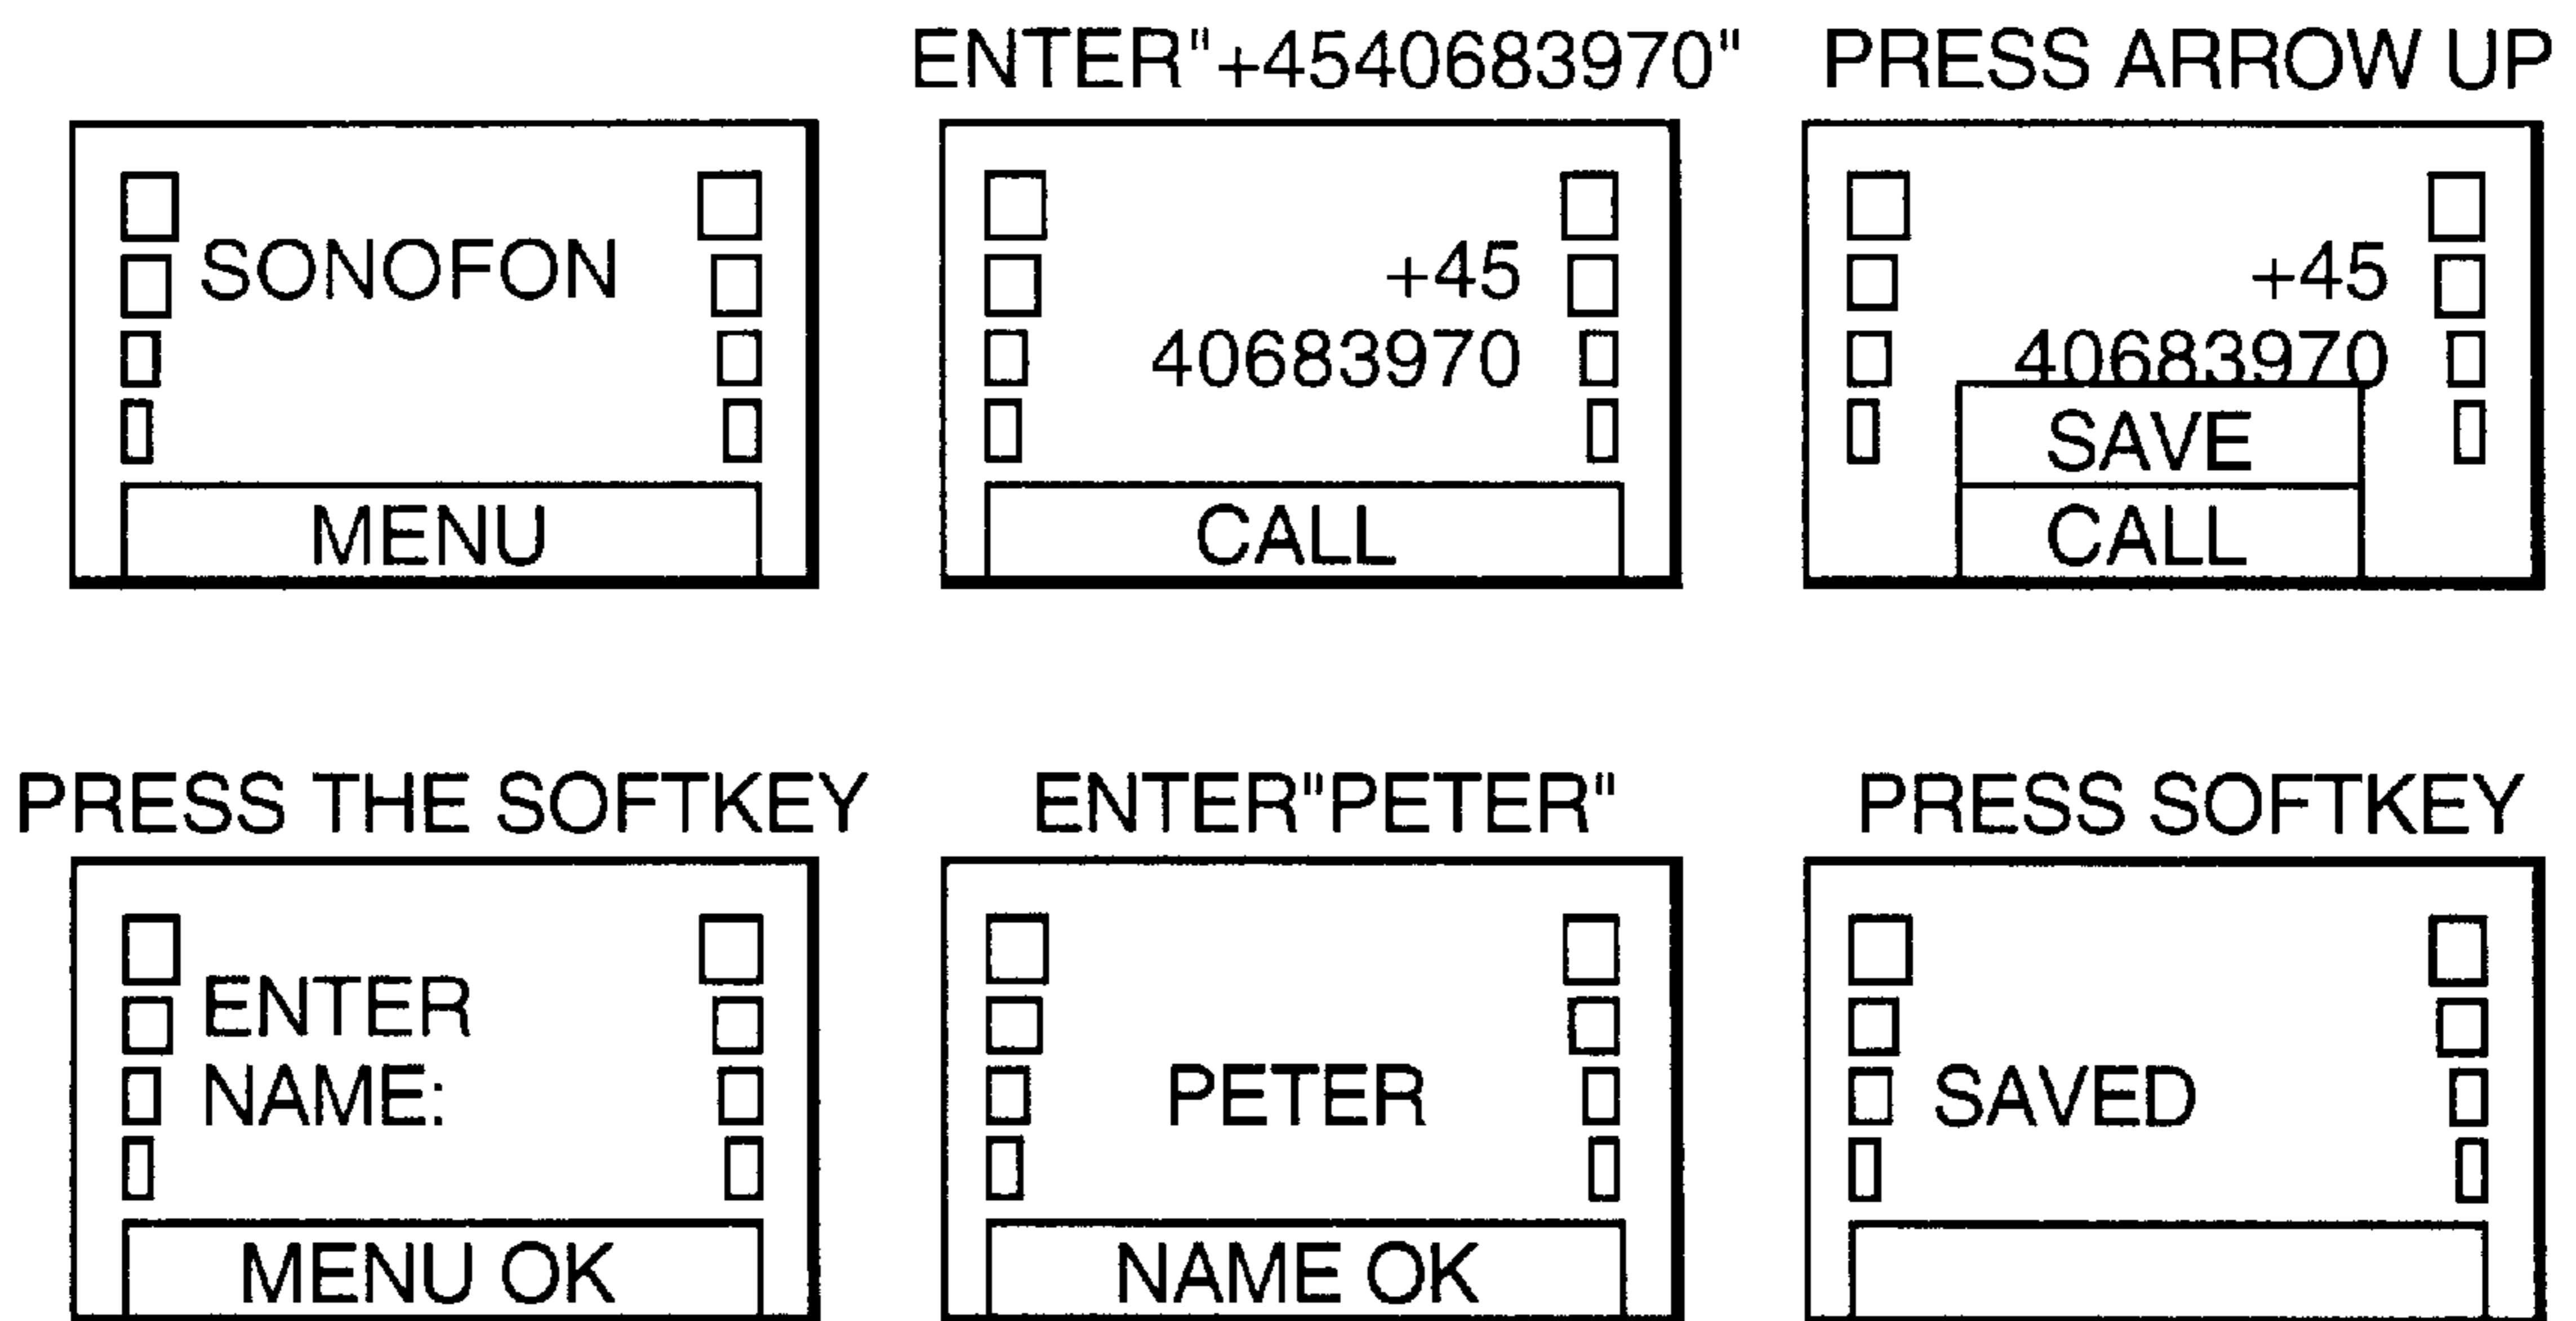 ENTER"+4540683970"
PRESS ARROW UP
SONOFON
MENU
+45
40683970
CALL
+45
40683970
SAVE
CALL
PRESS THE SOFTKEY
ENTER"PETER"
PRESS SOFTKEY
ENTER
NAME:
MENU OK
PETER
NAME OK
SAVED